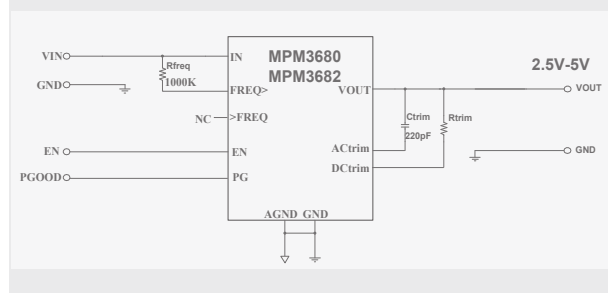 MPM3680
MPM3682
VIN
IN
Rfreq
1000K
GND
FREQ>
VOUT
2.5V-5V
VOUT
NC
>FREQ
Ctrim
220pF
Rtrim
EN
EN
ACtrim
GND
DCtrim
PGOOD
PG
AGND GND